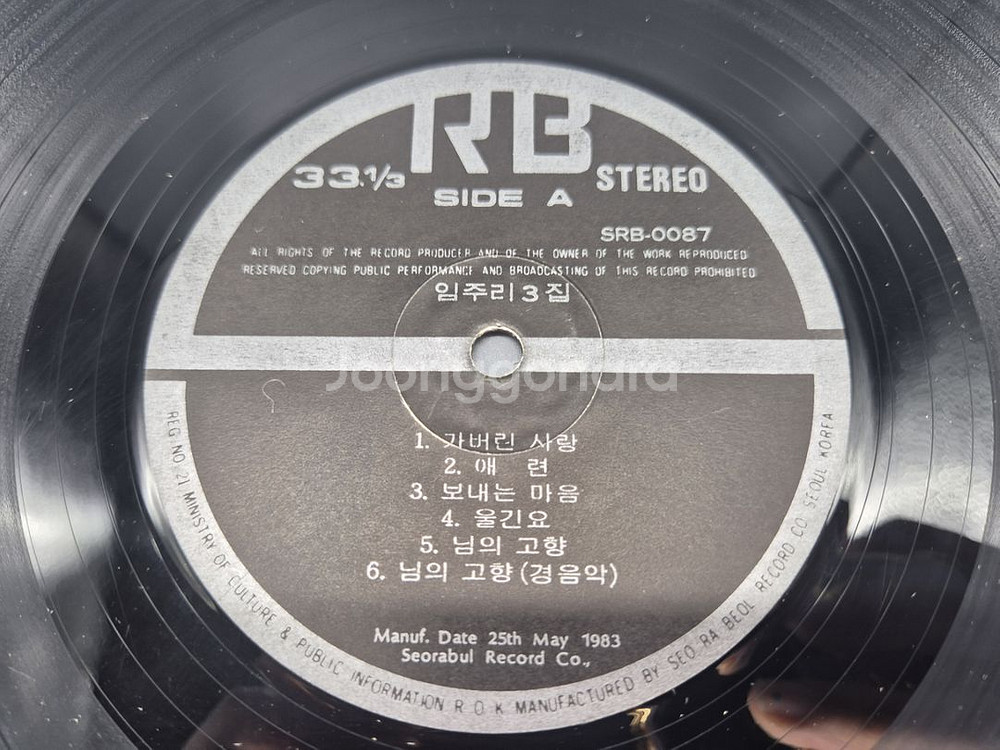 RB
33.1/3
STEREO
SIDE A
SRB-0087
ALL RIGHTS OF THE RECORD PRODUCER AND OF THE OWNER OF THE WORK REPRODUCED
RESERVED COPYING PUBLIC PERFORMANCE AND BROADCASTING OF THIS RECORD PROHIBITED
임주리3집
Joonggonara
1. 가버린 사랑
2. 애 련
3. 보내는 마음
4. 울긴요
5. 님의 고향
6. 님의 고향(경음악)
Manuf. Date 25th May 1983
Seorabul Record Co.,
REG NO 21 MINISTRY OF CULTURE & PUBLIC INFORMATION R O K MANUFACTURED BY SEO RA BEOL RECORD CO SEOUL KOREA